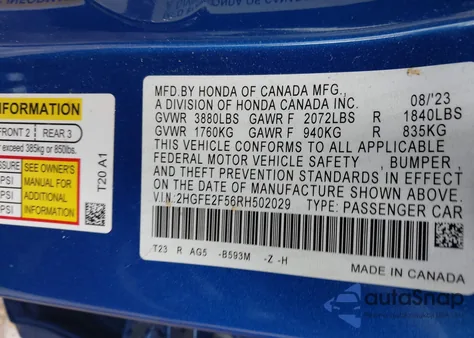 INFORMATION
FRONT 2 REAR 3
exceed 385kg or 850lbs.
SEE OWNER'S
PSI MANUAL FOR
PSI ADDITIONAL
PSI INFORMATION
T20 A1
MFD.BY HONDA OF CANADA MFG., 08/'23
A DIVISION OF HONDA CANADA INC.
GVWR 3880LBS GAWR F 2072LBS R 1840LBS
GVWR 1760KG GAWR F 940KG R 835KG
THIS VEHICLE CONFORMS TO ALL APPLICABLE
FEDERAL MOTOR VEHICLE SAFETY , BUMPER ,
AND THEFT PREVENTION STANDARDS IN EFFECT
ON THE DATE OF MANUFACTURE SHOWN ABOVE.
V.I.N:2HGFE2F56RH502029 TYPE: PASSENGER CAR
T23 R AG5 -B593M -Z -H
MADE IN CANADA
autoSnap